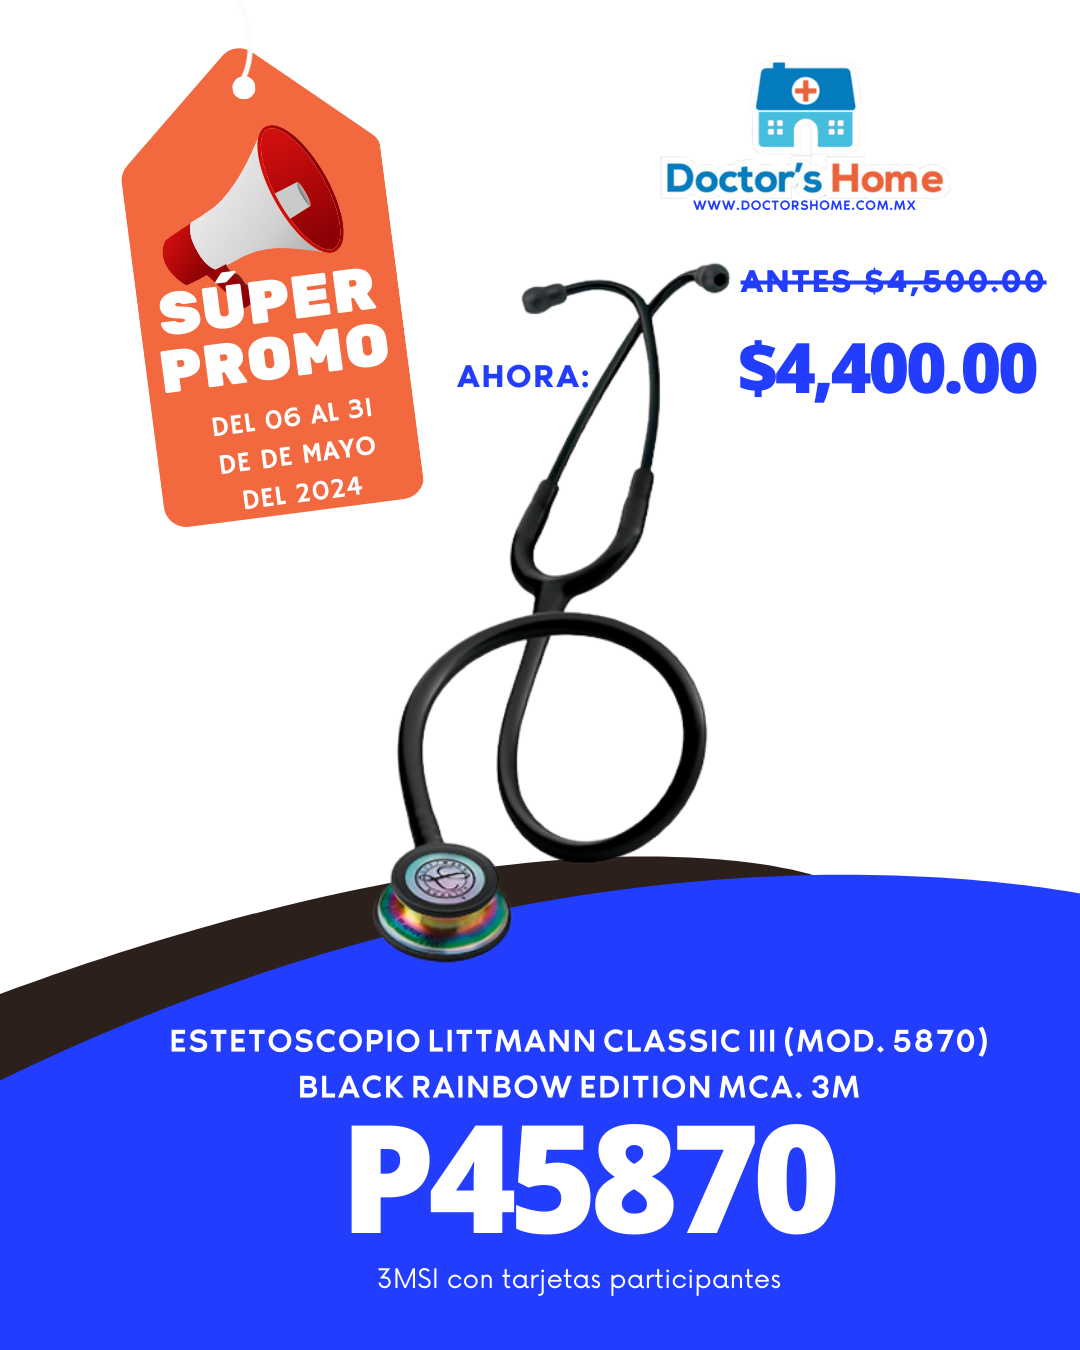 Doctor's Home
WWW.DOCTORSHOME.COM.MX
SÚPER
PROMO
DEL 06 AL 31
DE DE MAYO
DEL 2024
ANTES $4,500.00
AHORA:
$4,400.00
ESTETOSCOPIO LITTMANN CLASSIC III (MOD. 5870)
BLACK RAINBOW EDITION MCA. 3M
P45870
3MSI con tarjetas participantes